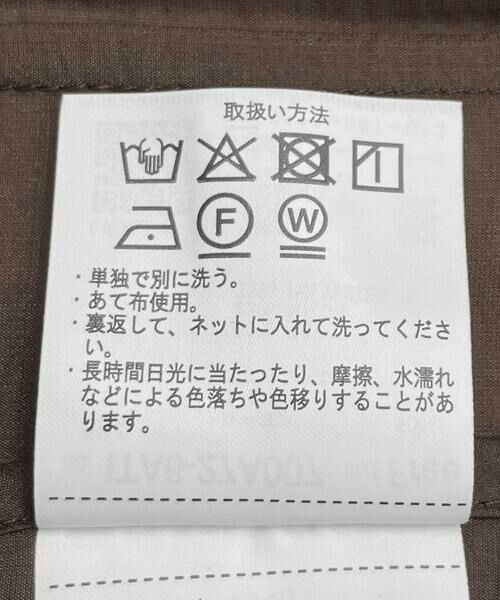 取扱い方法
F W
・単独で別に洗う。
・あて布使用。
・裏返して、ネットに入れて洗ってくださ
い。
・長時間日光に当たったり、摩擦、水濡れ
などによる色落ちや色移りすることがあ
ります。